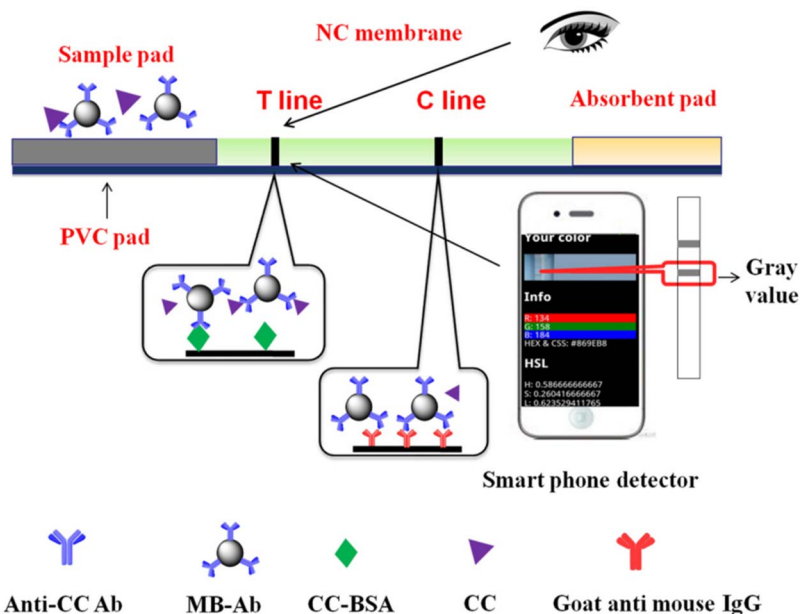 NC membrane
Sample pad
T line
C line
Absorbent pad
PVC pad
Your color
Info
R: 134
G: 158
B: 184
HEX & CSS: #869EB8
HSL
H: 0.586666666667
S: 0.260416666667
L: 0.623529411765
Gray
value
Smart phone detector
Anti-CC Ab
MB-Ab
CC-BSA
CC
Goat anti mouse IgG